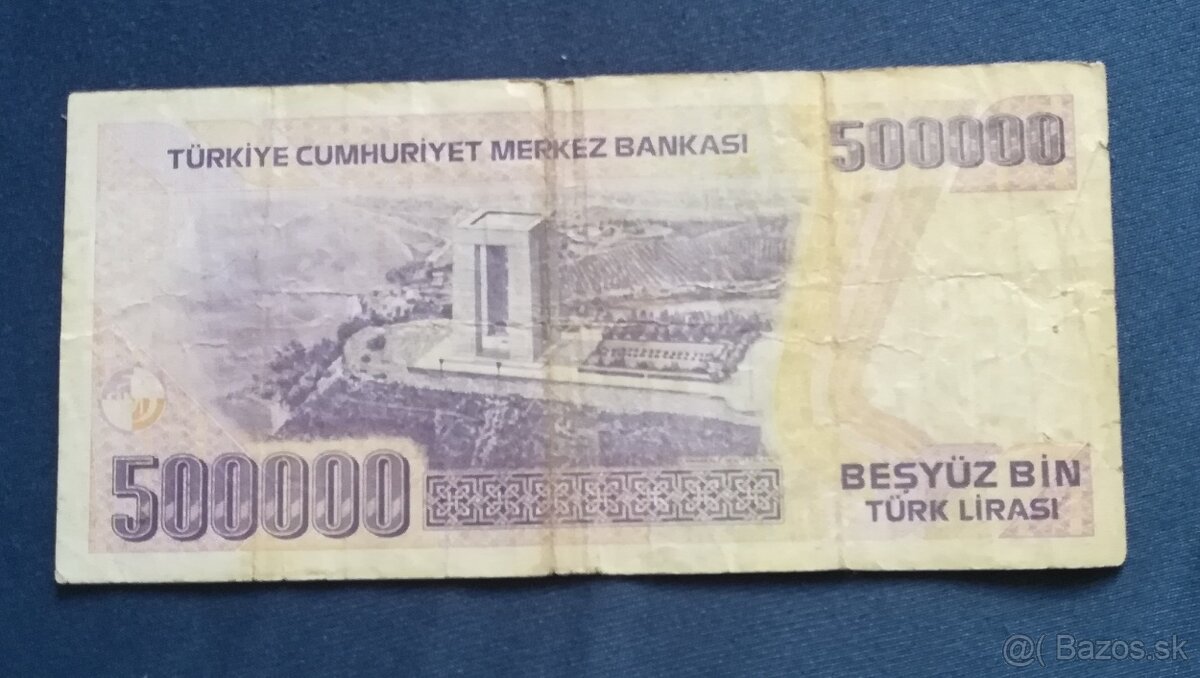 TÜRKİYE CUMHURİYET MERKEZ BANKASI
500000
500000
BEŞYÜZ BİN
TÜRK LİRASI
@( Bazos.sk